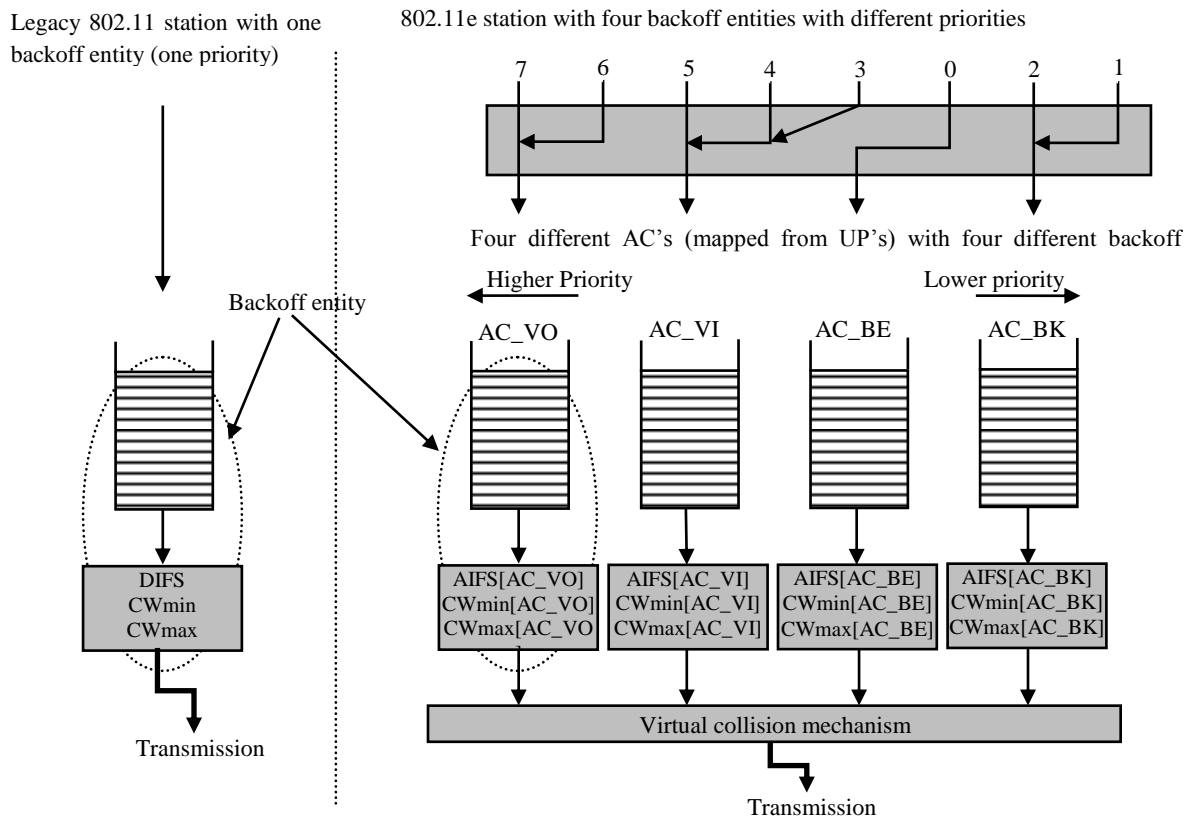 Legacy 802.11 station with one
backoff entity (one priority)
802.11e station with four backoff entities with different priorities
7 6 5 4 3 0 2 1
Four different AC's (mapped from UP's) with four different backoff
Higher Priority
Lower priority
Backoff entity
AC_VO
AC_VI
AC_BE
AC_BK
DIFS
CWmin
CWmax
AIFS[AC_VO]
CWmin[AC_VO]
CWmax[AC_VO
]
AIFS[AC_VI]
CWmin[AC_VI]
CWmax[AC_VI]
AIFS[AC_BE]
CWmin[AC_BE]
CWmax[AC_BE]
AIFS[AC_BK]
CWmin[AC_BK]
CWmax[AC_BK]
Virtual collision mechanism
Transmission
Transmission